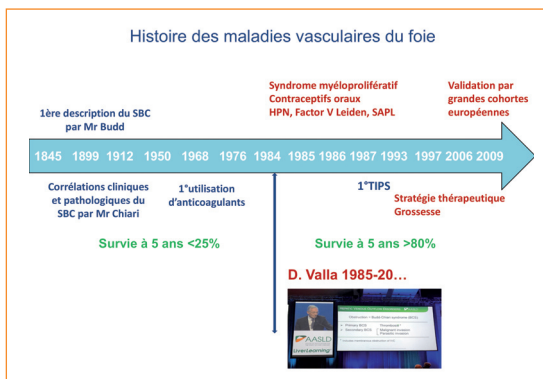 Histoire des maladies vasculaires du foie
Syndrome myéloprolifératif
Contraceptifs oraux
HPN, Factor V Leiden, SAPL
Validation par
grandes cohortes
européennes
1ère description du SBC
par Mr Budd
1845 1899 1912 1950 1968 1976 1984 1985 1986 1987 1993 1997 2006 2009
Corrélations cliniques
et pathologiques du
SBC par Mr Chiari
1°utilisation
d'anticoagulants
1°TIPS
Stratégie thérapeutique
Grossesse
Survie à 5 ans <25%
Survie à 5 ans >80%
D. Valla 1985-20…
AASLD